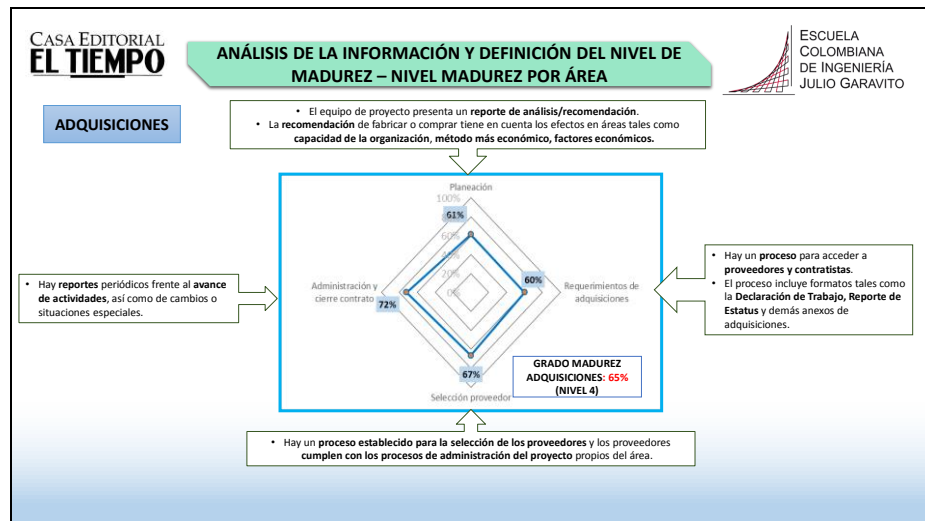 CASA EDITORIAL
EL TIEMPO
ANÁLISIS DE LA INFORMACIÓN Y DEFINICIÓN DEL NIVEL DE
MADUREZ – NIVEL MADUREZ POR ÁREA
ESCUELA
COLOMBIANA
DE INGENIERÍA
JULIO GARAVITO
ADQUISICIONES
• El equipo de proyecto presenta un reporte de análisis/recomendación.
• La recomendación de fabricar o comprar tiene en cuenta los efectos en áreas tales como
capacidad de la organización, método más económico, factores económicos.
Planeación
100%
61%
60%
40%
20%
0%
60%
Requerimientos de
adquisiciones
Administración y
cierre contrato
72%
67%
Selección proveedor
GRADO MADUREZ
ADQUISICIONES: 65%
(NIVEL 4)
• Hay reportes periódicos frente al avance
de actividades, así como de cambios o
situaciones especiales.
• Hay un proceso para acceder a
proveedores y contratistas.
• El proceso incluye formatos tales como
la Declaración de Trabajo, Reporte de
Estatus y demás anexos de
adquisiciones.
• Hay un proceso establecido para la selección de los proveedores y los proveedores
cumplen con los procesos de administración del proyecto propios del área.